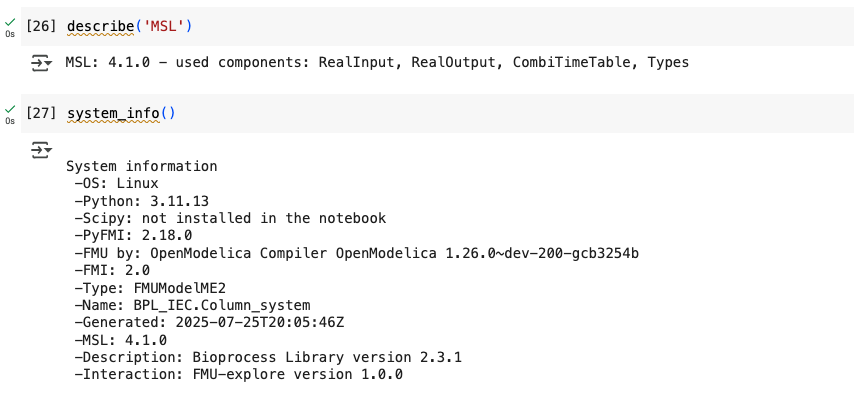 [26] describe('MSL')
0s
MSL: 4.1.0 – used components: RealInput, RealOutput, CombiTimeTable, Types
[27] system_info()
0s
System information
–OS: Linux
–Python: 3.11.13
–Scipy: not installed in the notebook
–PyFMI: 2.18.0
–FMU by: OpenModelica Compiler OpenModelica 1.26.0~dev-200-gcb3254b
–FMI: 2.0
–Type: FMUModelME2
–Name: BPL_IEC.Column_system
–Generated: 2025-07-25T20:05:46Z
–MSL: 4.1.0
–Description: Bioprocess Library version 2.3.1
–Interaction: FMU-explore version 1.0.0